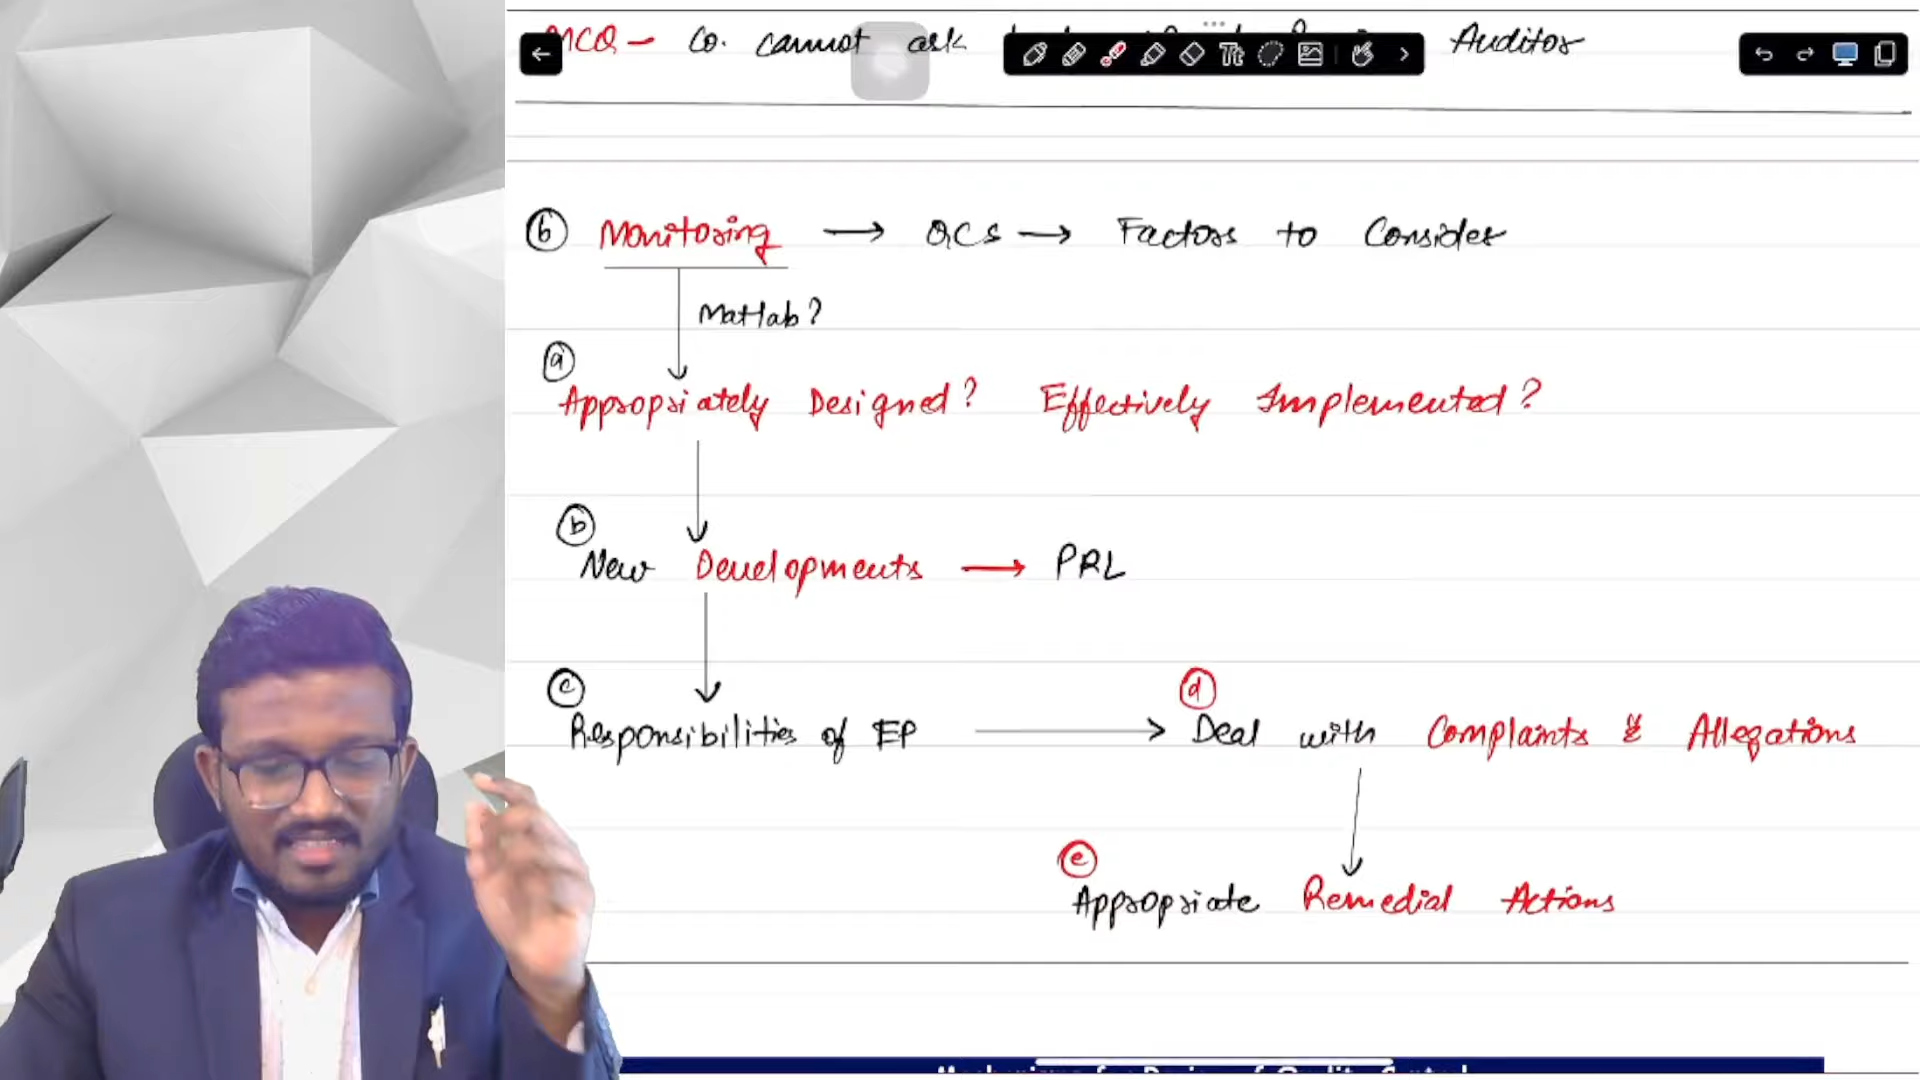 MCQ - Co. cannot ask Auditor
6 Monitoring → QCS → Factors to Consider
Matlab?
a
Appropriately Designed? Effectively Implemented?
b
New Developments → PRL
c d
Responsibilities of EP → Deal with Complaints & Allegations
e
Appropriate Remedial Actions